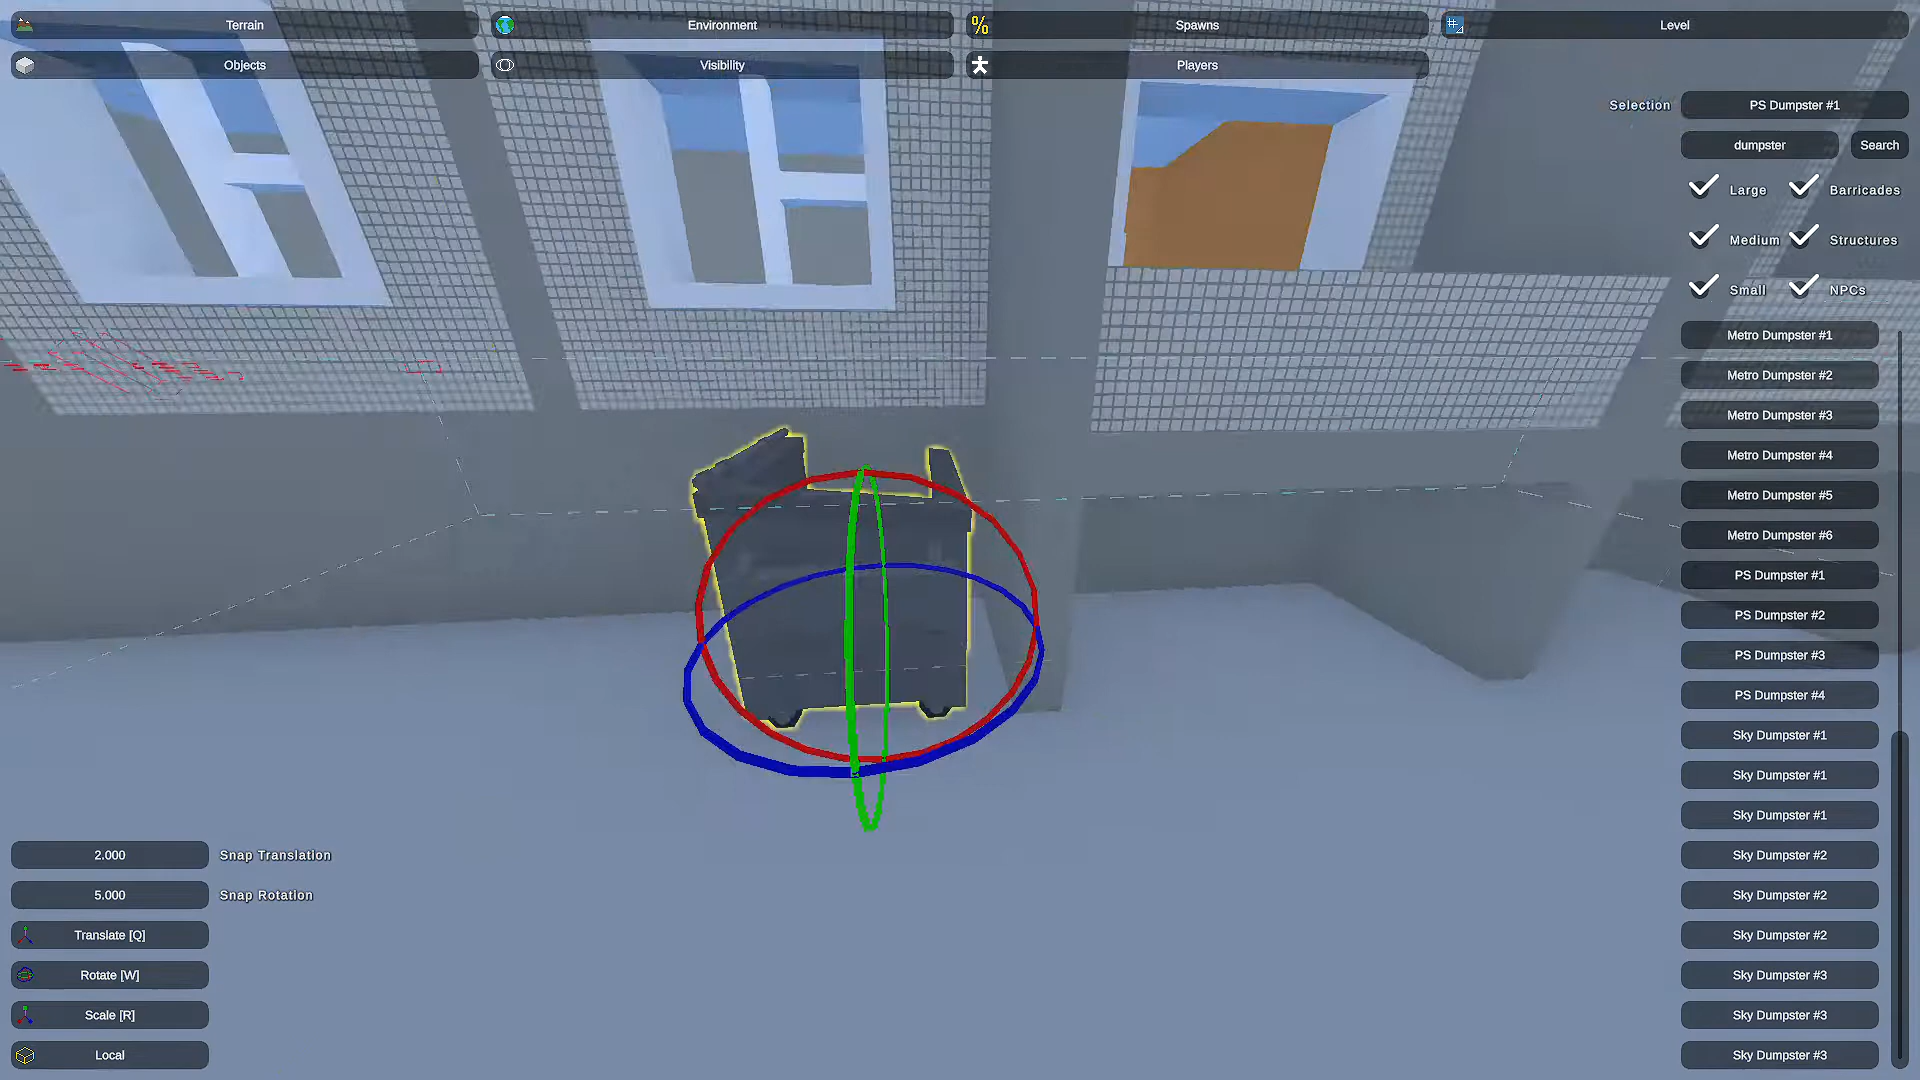 Terrain
Environment
Spawns
Level
Objects
Visibility
Players
Selection
PS Dumpster #1
dumpster
Search
Large
Barricades
Medium
Structures
Small
NPCs
Metro Dumpster #1
Metro Dumpster #2
Metro Dumpster #3
Metro Dumpster #4
Metro Dumpster #5
Metro Dumpster #6
PS Dumpster #1
PS Dumpster #2
PS Dumpster #3
PS Dumpster #4
Sky Dumpster #1
Sky Dumpster #1
Sky Dumpster #1
Sky Dumpster #2
Sky Dumpster #2
Sky Dumpster #2
Sky Dumpster #3
Sky Dumpster #3
Sky Dumpster #3
2.000 Snap Translation
5.000 Snap Rotation
Translate [Q]
Rotate [W]
Scale [R]
Local